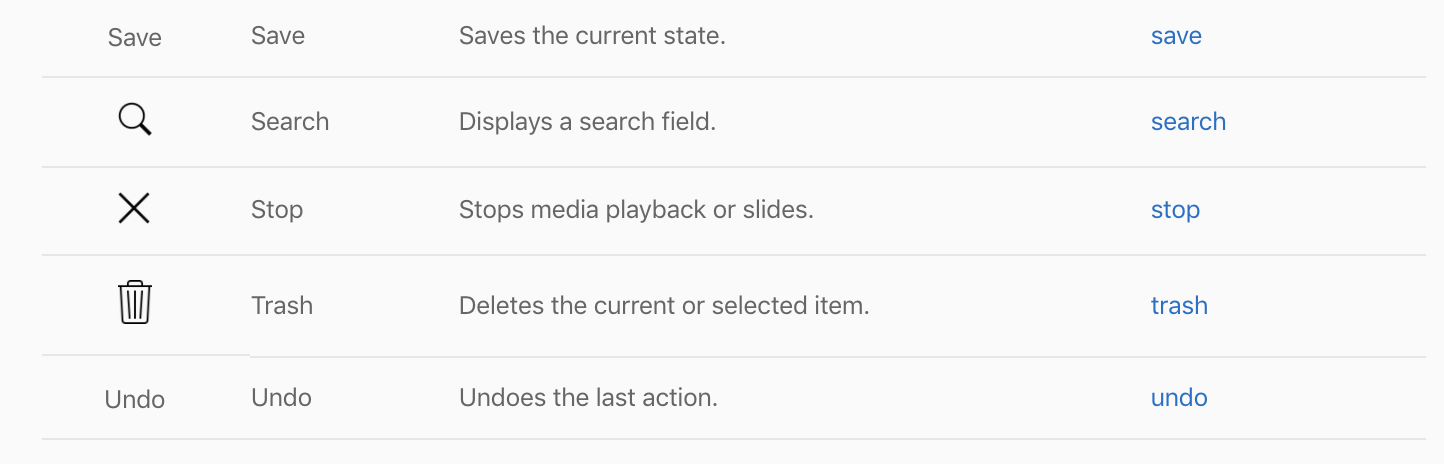 Save Save Saves the current state. save
Search Displays a search field. search
Stop Stops media playback or slides. stop
Trash Deletes the current or selected item. trash
Undo Undo Undoes the last action. undo